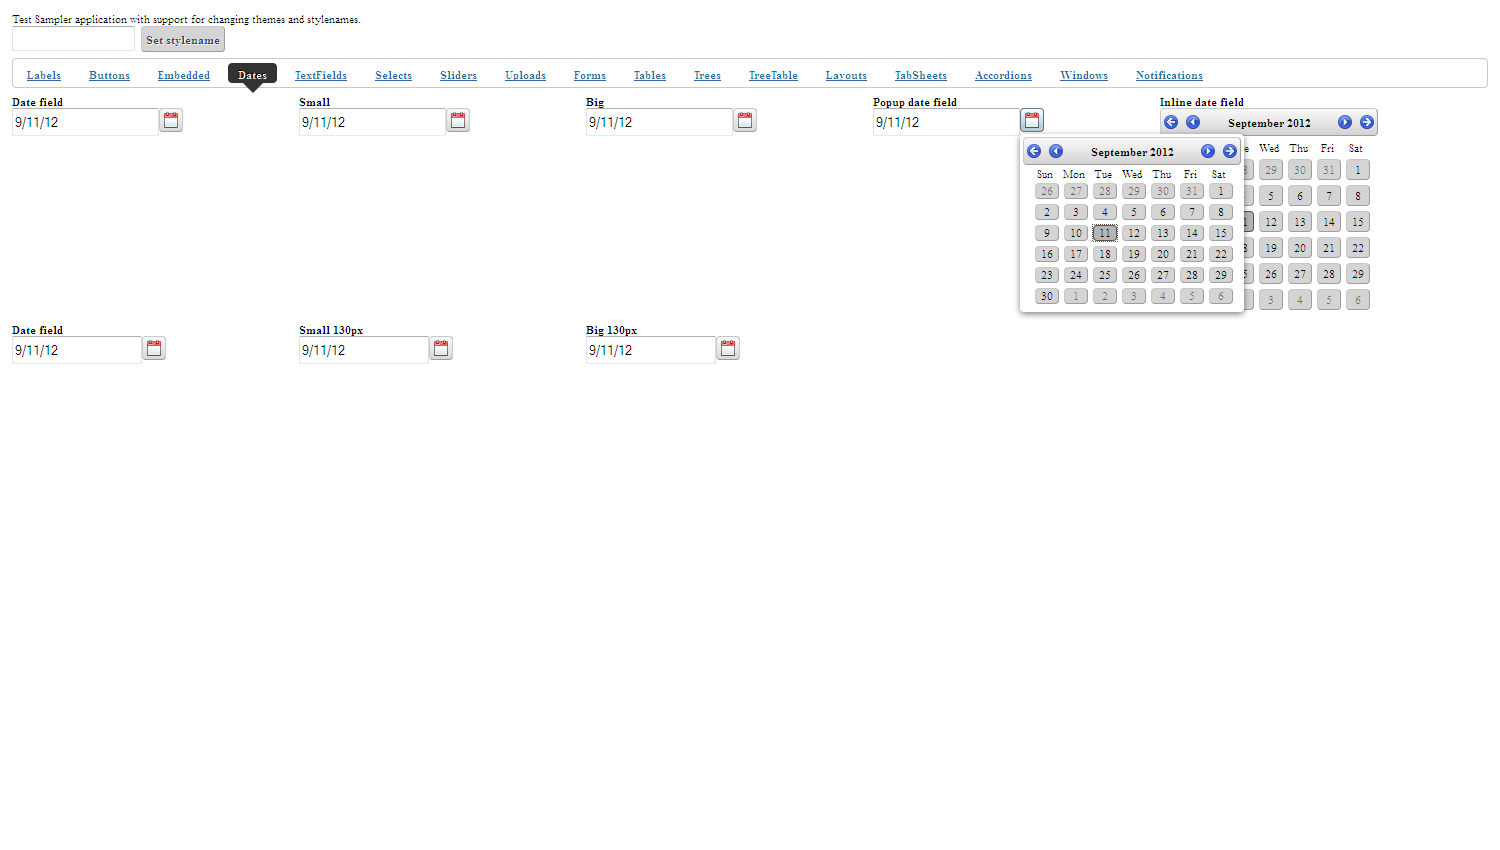 Test Sampler application with support for changing themes and stylenames.
Set stylename
Labels Buttons Embedded Dates TextFields Selects Sliders Uploads Forms Tables Trees TreeTable Layouts TabSheets Accordions Windows Notifications
Date field Small Big Popup date field Inline date field
9/11/12 9/11/12 9/11/12 9/11/12
September 2012
September 2012
Sun Mon Tue Wed Thu Fri Sat
26 27 28 29 30 31 1
2 3 4 5 6 7 8
9 10 11 12 13 14 15
16 17 18 19 20 21 22
23 24 25 26 27 28 29
30 1 2 3 4 5 6
Wed Thu Fri Sat
29 30 31 1
5 6 7 8
12 13 14 15
19 20 21 22
26 27 28 29
3 4 5 6
Date field Small 130px Big 130px
9/11/12 9/11/12 9/11/12